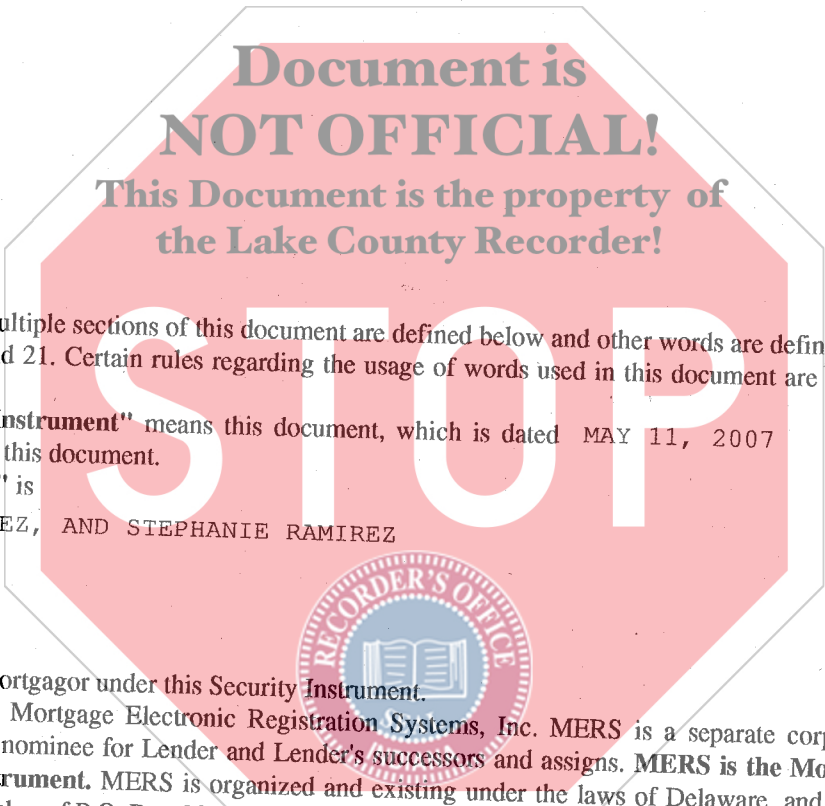 Document is
NOT OFFICIAL!
This Document is the property of
the Lake County Recorder!
STOP
ultiple sections of this document are defined below and other words are defin
d 21. Certain rules regarding the usage of words used in this document are
nstrument" means this document, which is dated MAY 11, 2007
this document.
" is
EZ, AND STEPHANIE RAMIREZ
RECORDER'S OFFICE
ortgagor under this Security Instrument.
Mortgage Electronic Registration Systems, Inc. MERS is a separate corp
nominee for Lender and Lender's successors and assigns. MERS is the Mo
trument. MERS is organized and existing under the laws of Delaware, and